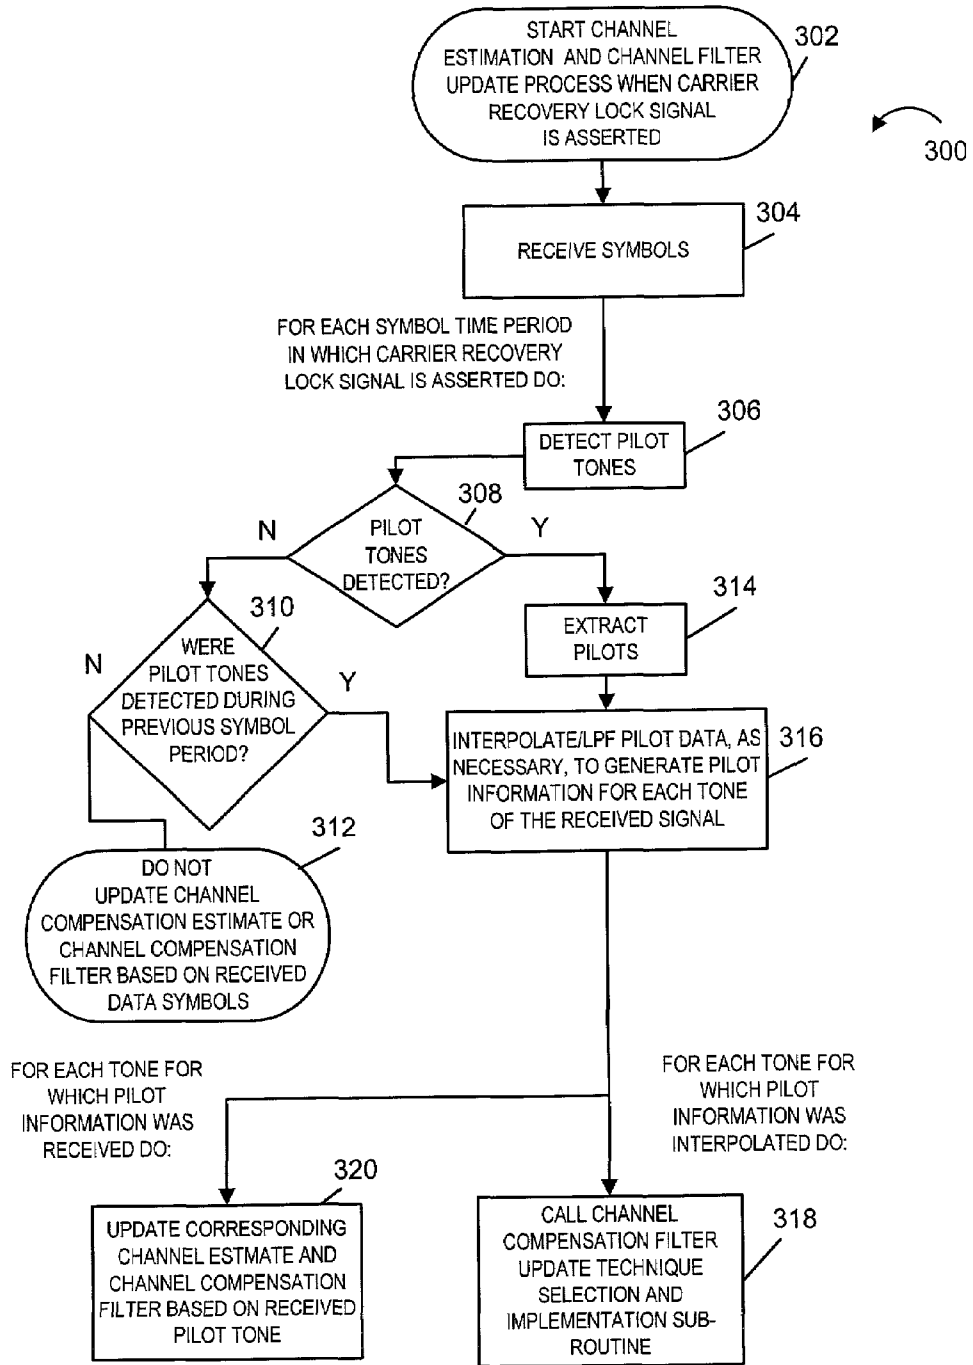 START CHANNEL
ESTIMATION AND CHANNEL FILTER
UPDATE PROCESS WHEN CARRIER
RECOVERY LOCK SIGNAL
IS ASSERTED
302
300
304
RECEIVE SYMBOLS
FOR EACH SYMBOL TIME PERIOD
IN WHICH CARRIER RECOVERY
LOCK SIGNAL IS ASSERTED DO:
306
DETECT PILOT
TONES
308
N
Y
PILOT
TONES
DETECTED?
310
N
Y
WERE
PILOT TONES
DETECTED DURING
PREVIOUS SYMBOL
PERIOD?
314
EXTRACT
PILOTS
316
INTERPOLATE/LPF PILOT DATA, AS
NECESSARY, TO GENERATE PILOT
INFORMATION FOR EACH TONE
OF THE RECEIVED SIGNAL
312
DO NOT
UPDATE CHANNEL
COMPENSATION ESTIMATE OR
CHANNEL COMPENSATION
FILTER BASED ON RECEIVED
DATA SYMBOLS
FOR EACH TONE FOR
WHICH PILOT
INFORMATION WAS
RECEIVED DO:
FOR EACH TONE FOR
WHICH PILOT
INFORMATION WAS
INTERPOLATED DO:
320
UPDATE CORRESPONDING
CHANNEL ESTMATE AND
CHANNEL COMPENSATION
FILTER BASED ON RECEIVED
PILOT TONE
318
CALL CHANNEL
COMPENSATION FILTER
UPDATE TECHNIQUE
SELECTION AND
IMPLEMENTATION SUB-
ROUTINE